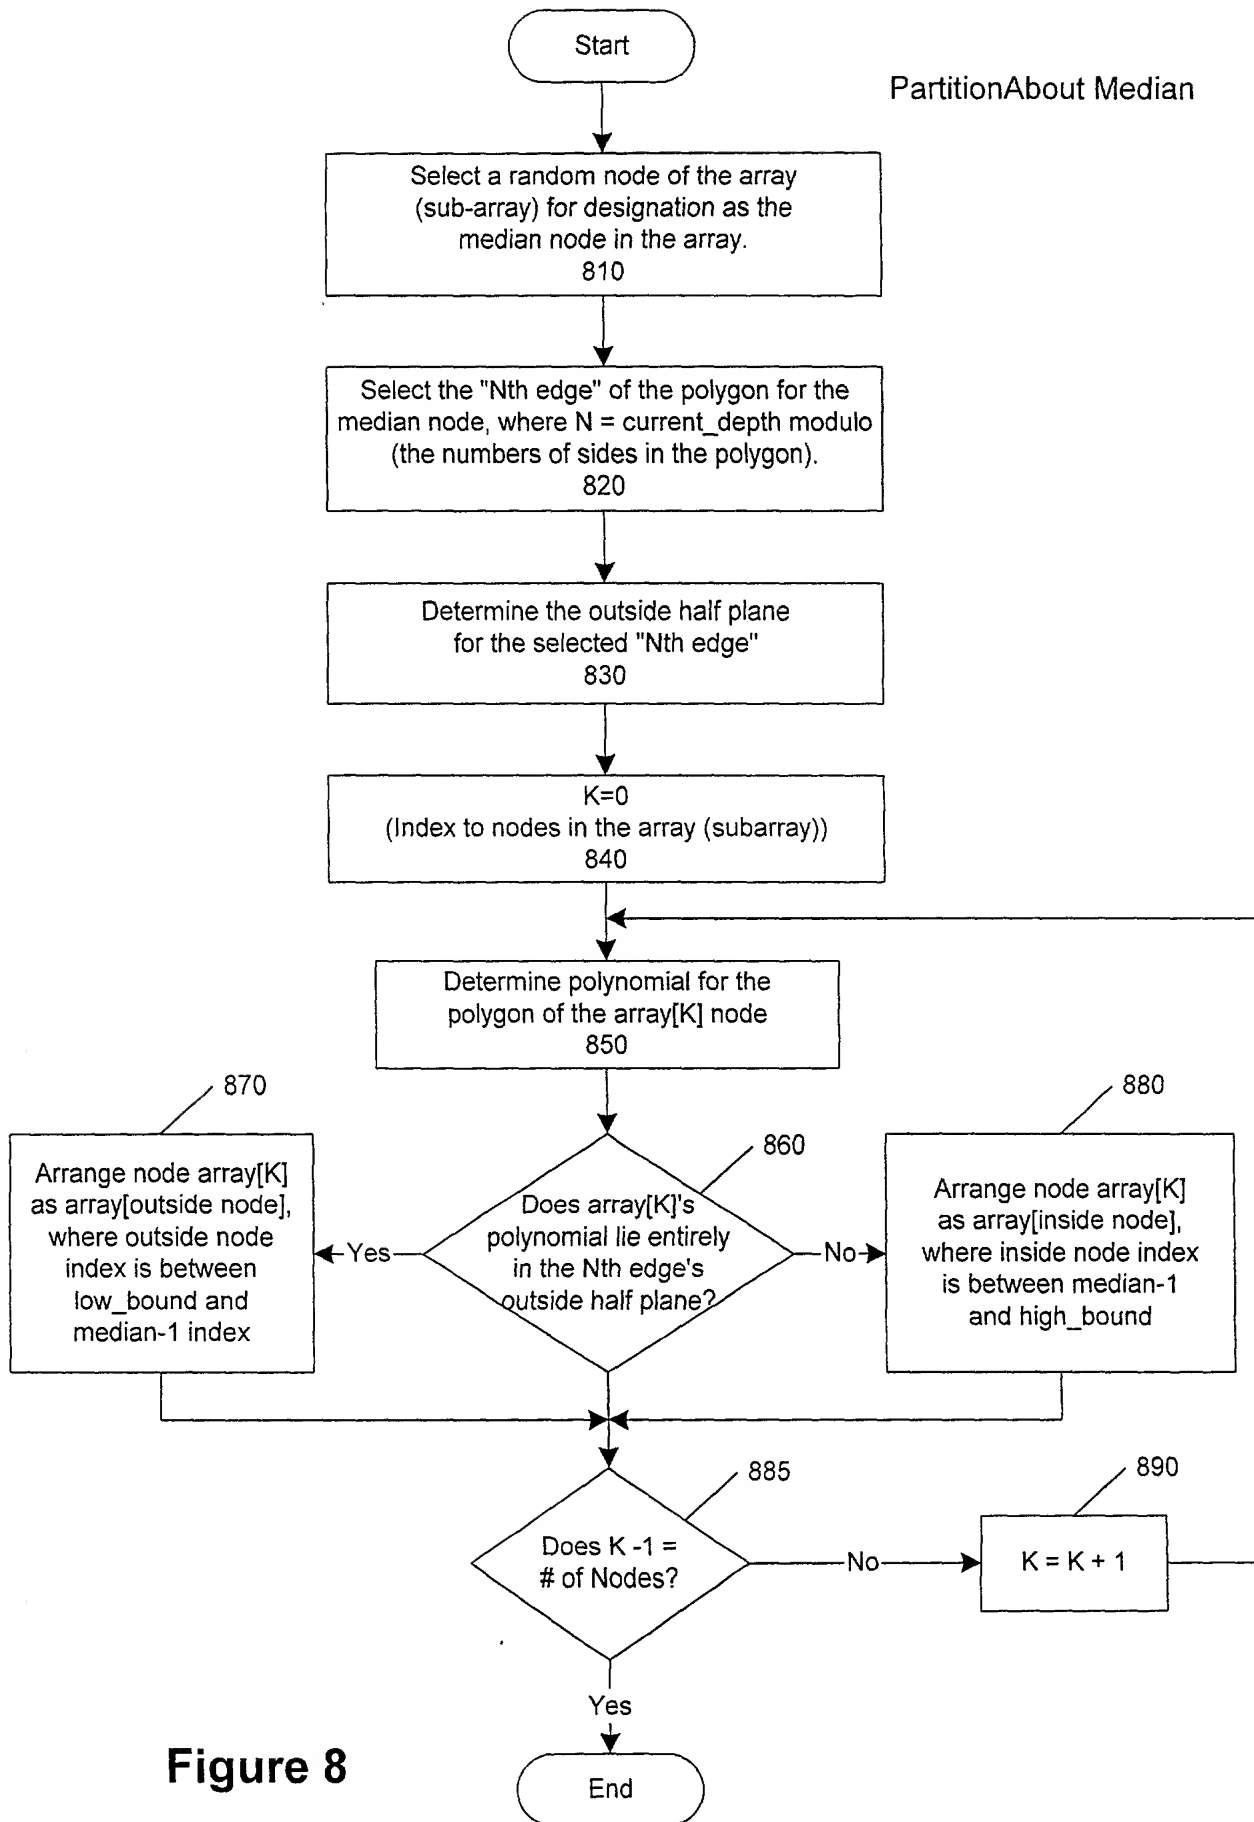 Start
PartitionAbout Median
Select a random node of the array
(sub-array) for designation as the
median node in the array.
810
Select the "Nth edge" of the polygon for the
median node, where N = current_depth modulo
(the numbers of sides in the polygon).
820
Determine the outside half plane
for the selected "Nth edge"
830
K=0
(Index to nodes in the array (subarray))
840
Determine polynomial for the
polygon of the array[K] node
850
870
Arrange node array[K]
as array[outside node],
where outside node
index is between
low_bound and
median-1 index
Yes
860
Does array[K]'s
polynomial lie entirely
in the Nth edge's
outside half plane?
No
880
Arrange node array[K]
as array[inside node],
where inside node index
is between median-1
and high_bound
885
Does K -1 =
# of Nodes?
No
890
K = K + 1
Yes
End
Figure 8